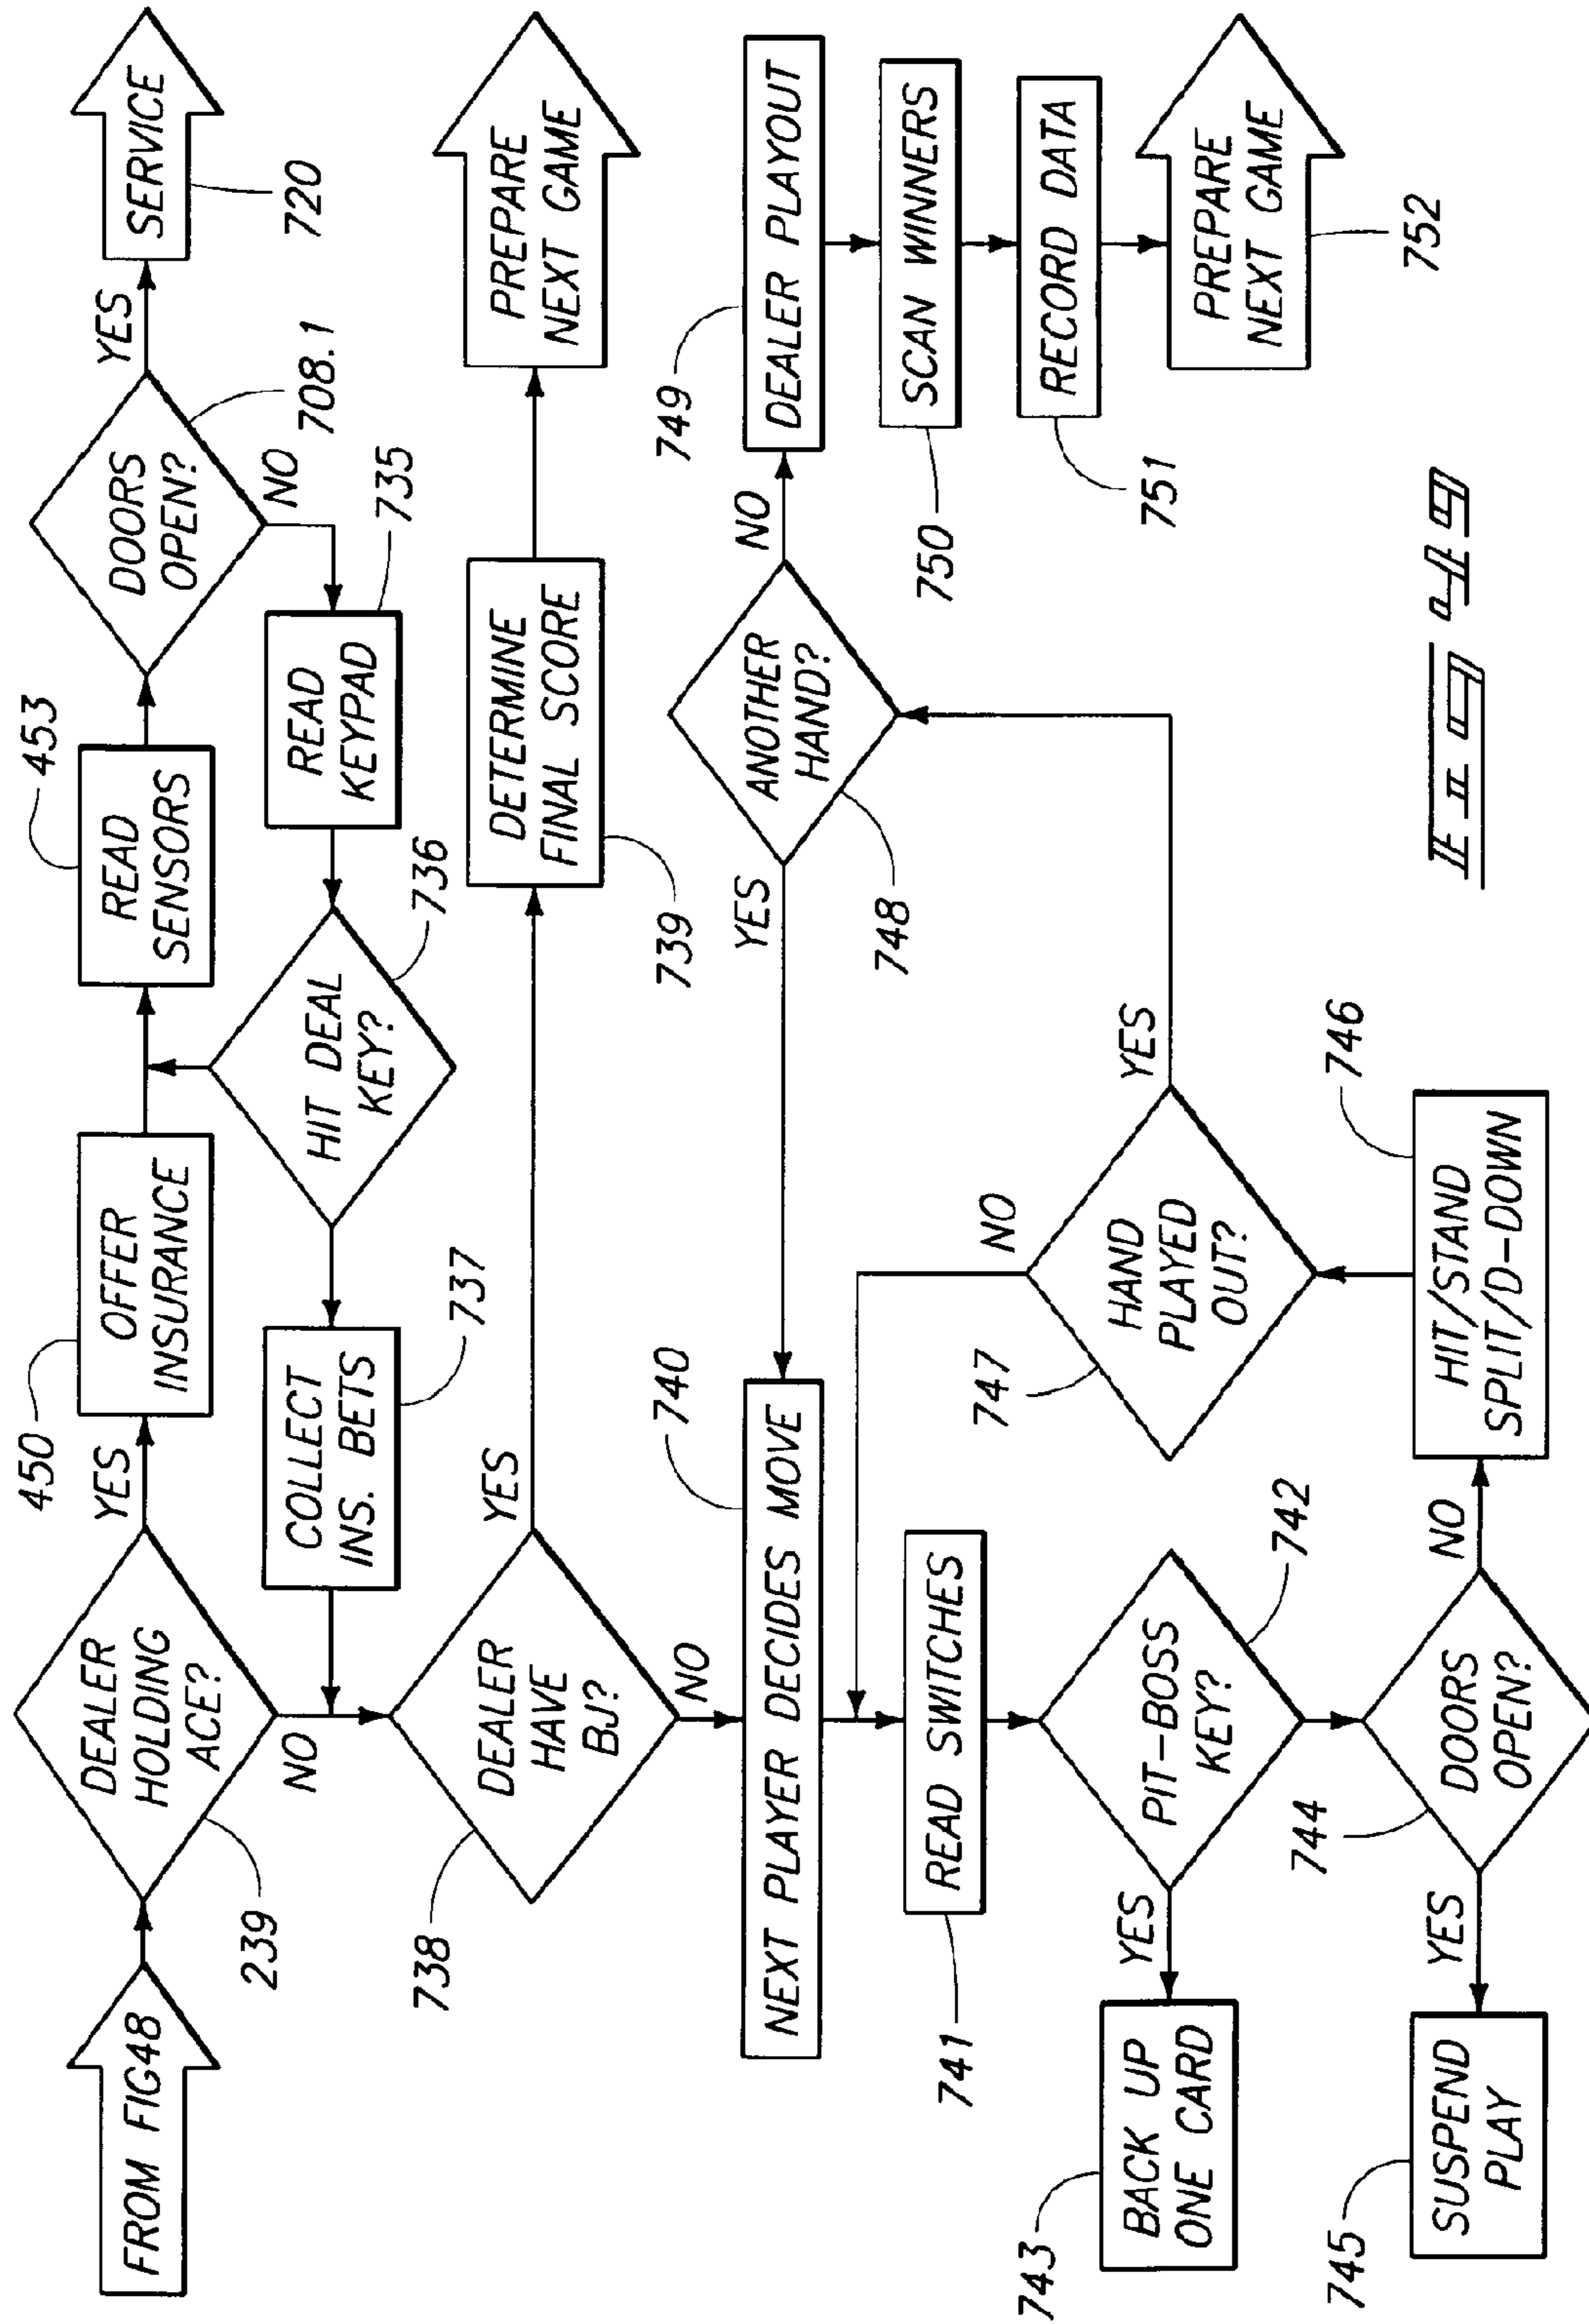 FROM FIG48
DEALER
HOLDING
ACE?
239
YES
NO
450
OFFER
INSURANCE
453
READ
SENSORS
DOORS
OPEN?
708.1
YES
NO
SERVICE
720
READ
KEYPAD
735
HIT DEAL
KEY?
736
COLLECT
INS. BETS
737
DEALER
HAVE
BJ?
738
YES
NO
DETERMINE
FINAL SCORE
739
PREPARE
NEXT GAME
NEXT PLAYER DECIDES MOVE
740
READ SWITCHES
741
PIT-BOSS
KEY?
742
YES
BACK UP
ONE CARD
743
DOORS
OPEN?
744
YES
NO
SUSPEND
PLAY
745
HIT/STAND
SPLIT/D-DOWN
746
HAND
PLAYED
OUT?
747
NO
YES
ANOTHER
HAND?
748
YES
NO
749
DEALER PLAYOUT
750
SCAN WINNERS
751
RECORD DATA
PREPARE
NEXT GAME
752
FIG 49